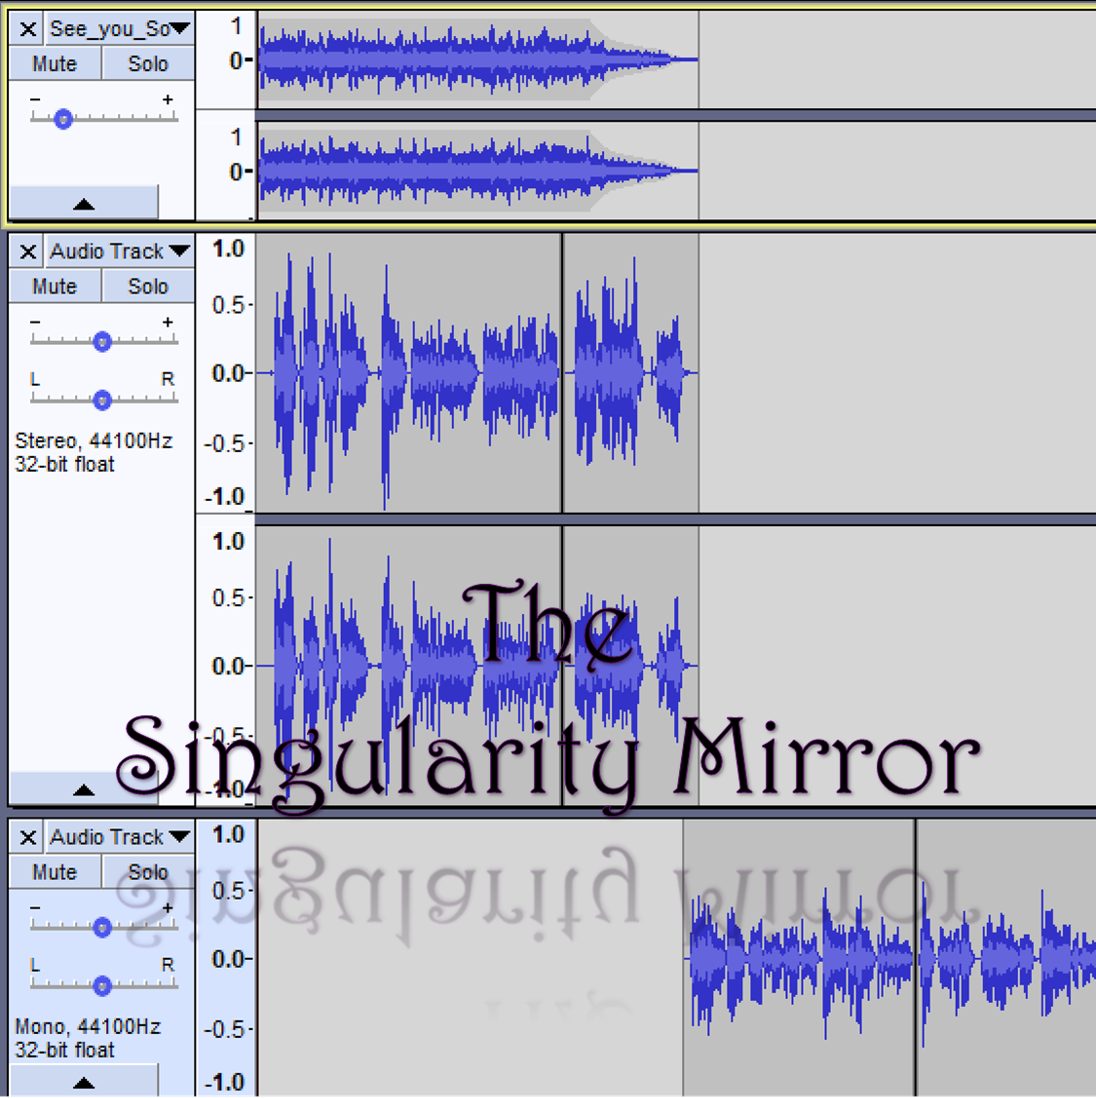 × See_you_So▼
Mute Solo
- +
1
0-
1
0-
× Audio Track ▼
Mute Solo
- +
L R
Stereo, 44100Hz
32-bit float
1.0
0.5-
0.0-
-0.5-
-1.0
1.0
0.5-
0.0-
-0.5-
-1.0
The
Singularity Mirror
× Audio Track ▼
Mute Solo
- +
L R
Mono, 44100Hz
32-bit float
1.0
0.5-
0.0-
-0.5-
-1.0
Singularity Mirror